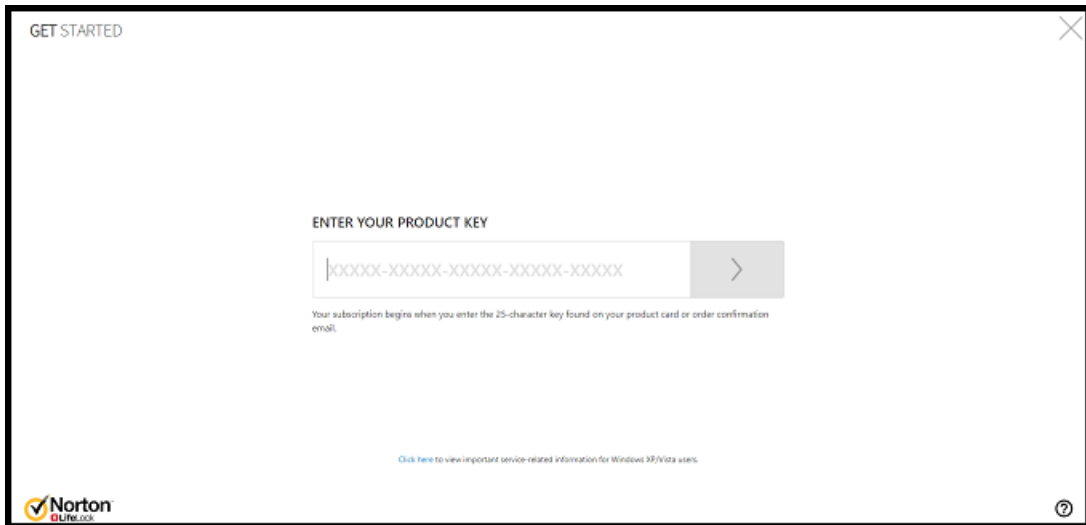 GET STARTED
ENTER YOUR PRODUCT KEY
XXXXX-XXXXX-XXXXX-XXXXX-XXXXX
Your subscription begins when you enter the 25-character key found on your product card or order confirmation
email.
Click here to view important service-related information for Windows XP/Vista users.
Norton
LifeLock